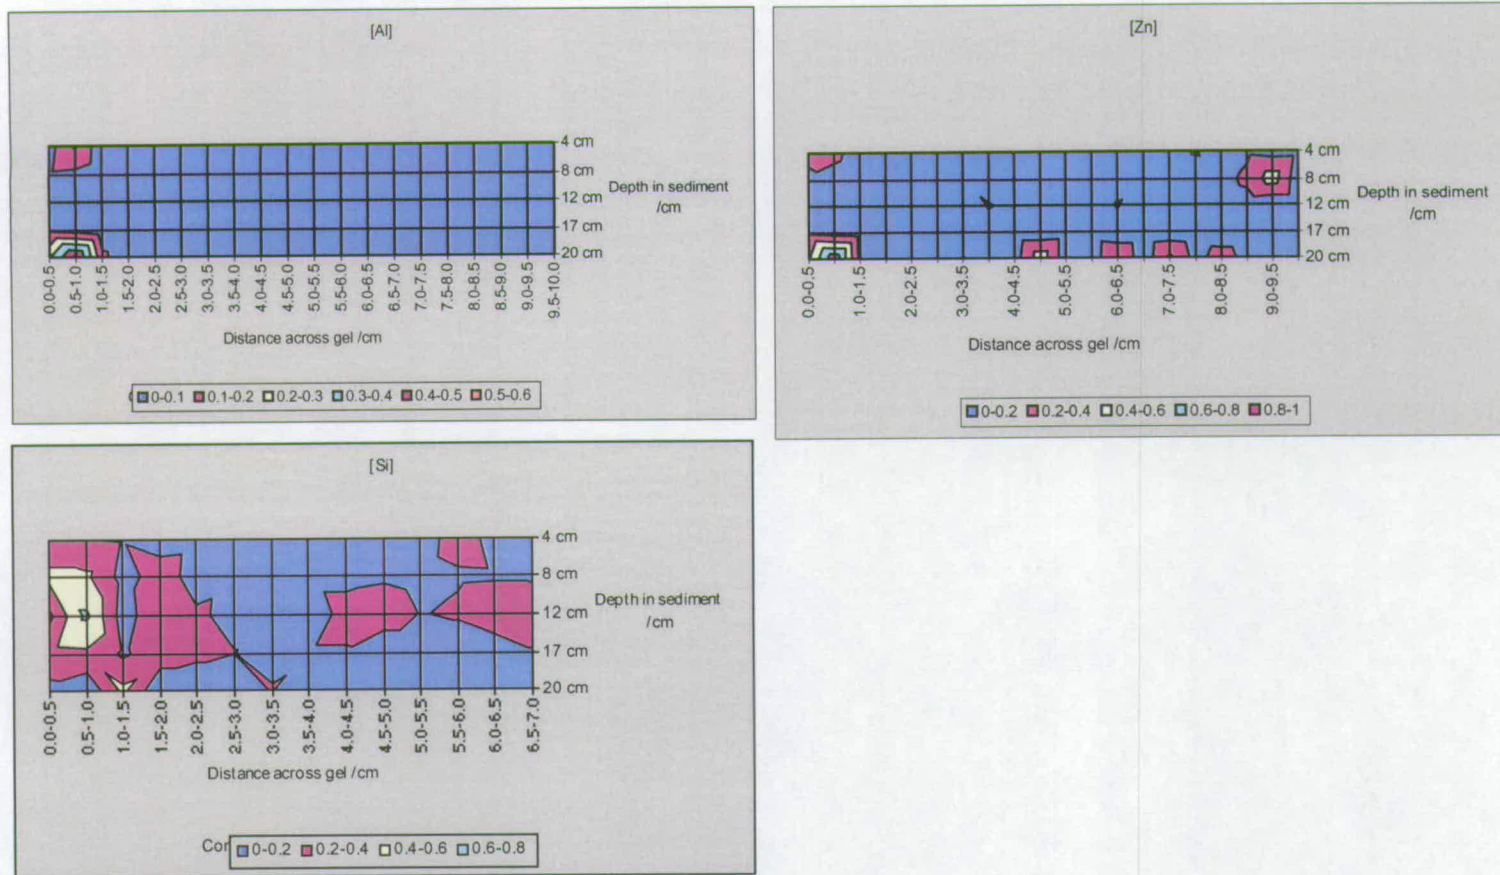 [Al]
4 cm
8 cm
12 cm
17 cm
20 cm
Depth in sediment
/cm
0.0-0.5
0.5-1.0
1.0-1.5
1.5-2.0
2.0-2.5
2.5-3.0
3.0-3.5
3.5-4.0
4.0-4.5
4.5-5.0
5.0-5.5
5.5-6.0
6.0-6.5
6.5-7.0
7.0-7.5
7.5-8.0
8.0-8.5
8.5-9.0
9.0-9.5
9.5-10.0
Distance across gel /cm
0-0.1 0.1-0.2 0.2-0.3 0.3-0.4 0.4-0.5 0.5-0.6
[Zn]
4 cm
8 cm
12 cm
17 cm
20 cm
Depth in sediment
/cm
0.0-0.5
1.0-1.5
2.0-2.5
3.0-3.5
4.0-4.5
5.0-5.5
6.0-6.5
7.0-7.5
8.0-8.5
9.0-9.5
Distance across gel /cm
0-0.2 0.2-0.4 0.4-0.6 0.6-0.8 0.8-1
[Si]
4 cm
8 cm
12 cm
17 cm
20 cm
Depth in sediment
/cm
0.0-0.5
0.5-1.0
1.0-1.5
1.5-2.0
2.0-2.5
2.5-3.0
3.0-3.5
3.5-4.0
4.0-4.5
4.5-5.0
5.0-5.5
5.5-6.0
6.0-6.5
6.5-7.0
Distance across gel /cm
Cor
0-0.2 0.2-0.4 0.4-0.6 0.6-0.8